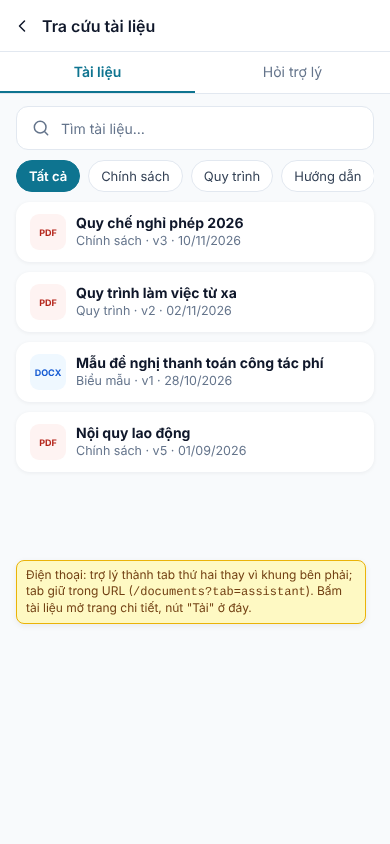 Tra cứu tài liệu
Tài liệu
Hỏi trợ lý
Tìm tài liệu...
Tất cả
Chính sách
Quy trình
Hướng dẫn
PDF
Quy chế nghỉ phép 2026
Chính sách · v3 · 10/11/2026
PDF
Quy trình làm việc từ xa
Quy trình · v2 · 02/11/2026
DOCX
Mẫu đề nghị thanh toán công tác phí
Biểu mẫu · v1 · 28/10/2026
PDF
Nội quy lao động
Chính sách · v5 · 01/09/2026
Điện thoại: trợ lý thành tab thứ hai thay vì khung bên phải;
tab giữ trong URL (/documents?tab=assistant). Bấm
tài liệu mở trang chi tiết, nút "Tải" ở đáy.